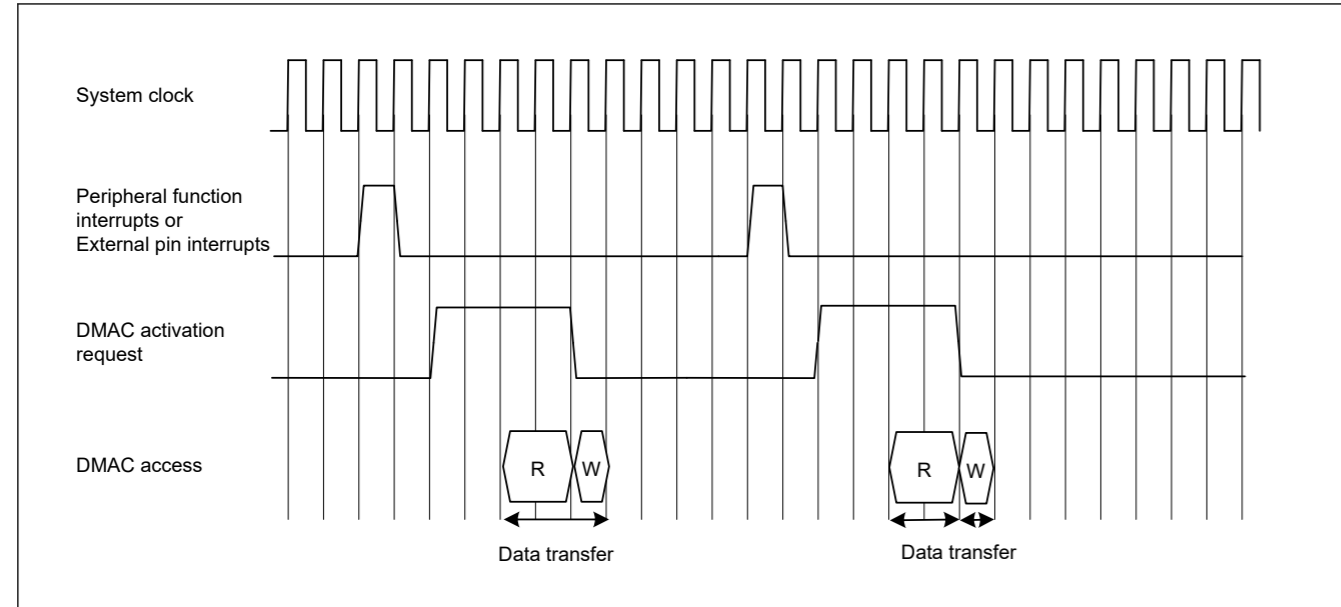 System clock
Peripheral function
interrupts or
External pin interrupts
DMAC activation
request
DMAC access
R
W
R
W
Data transfer
Data transfer